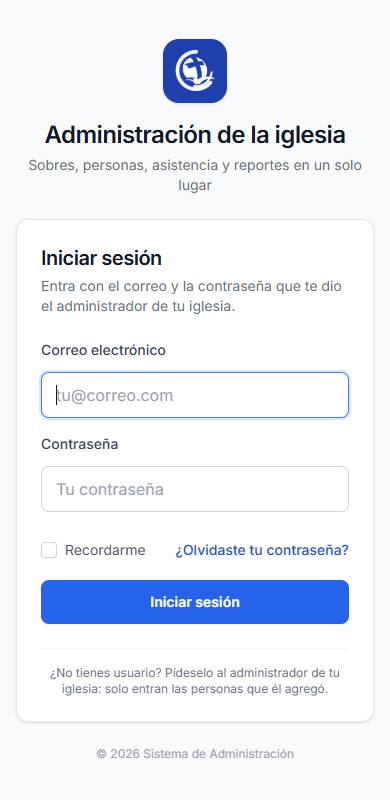 Administración de la iglesia
Sobres, personas, asistencia y reportes en un solo
lugar
Iniciar sesión
Entra con el correo y la contraseña que te dio
el administrador de tu iglesia.
Correo electrónico
tu@correo.com
Contraseña
Tu contraseña
Recordarme
¿Olvidaste tu contraseña?
Iniciar sesión
¿No tienes usuario? Pídeselo al administrador de tu
iglesia: solo entran las personas que él agregó.
© 2026 Sistema de Administración